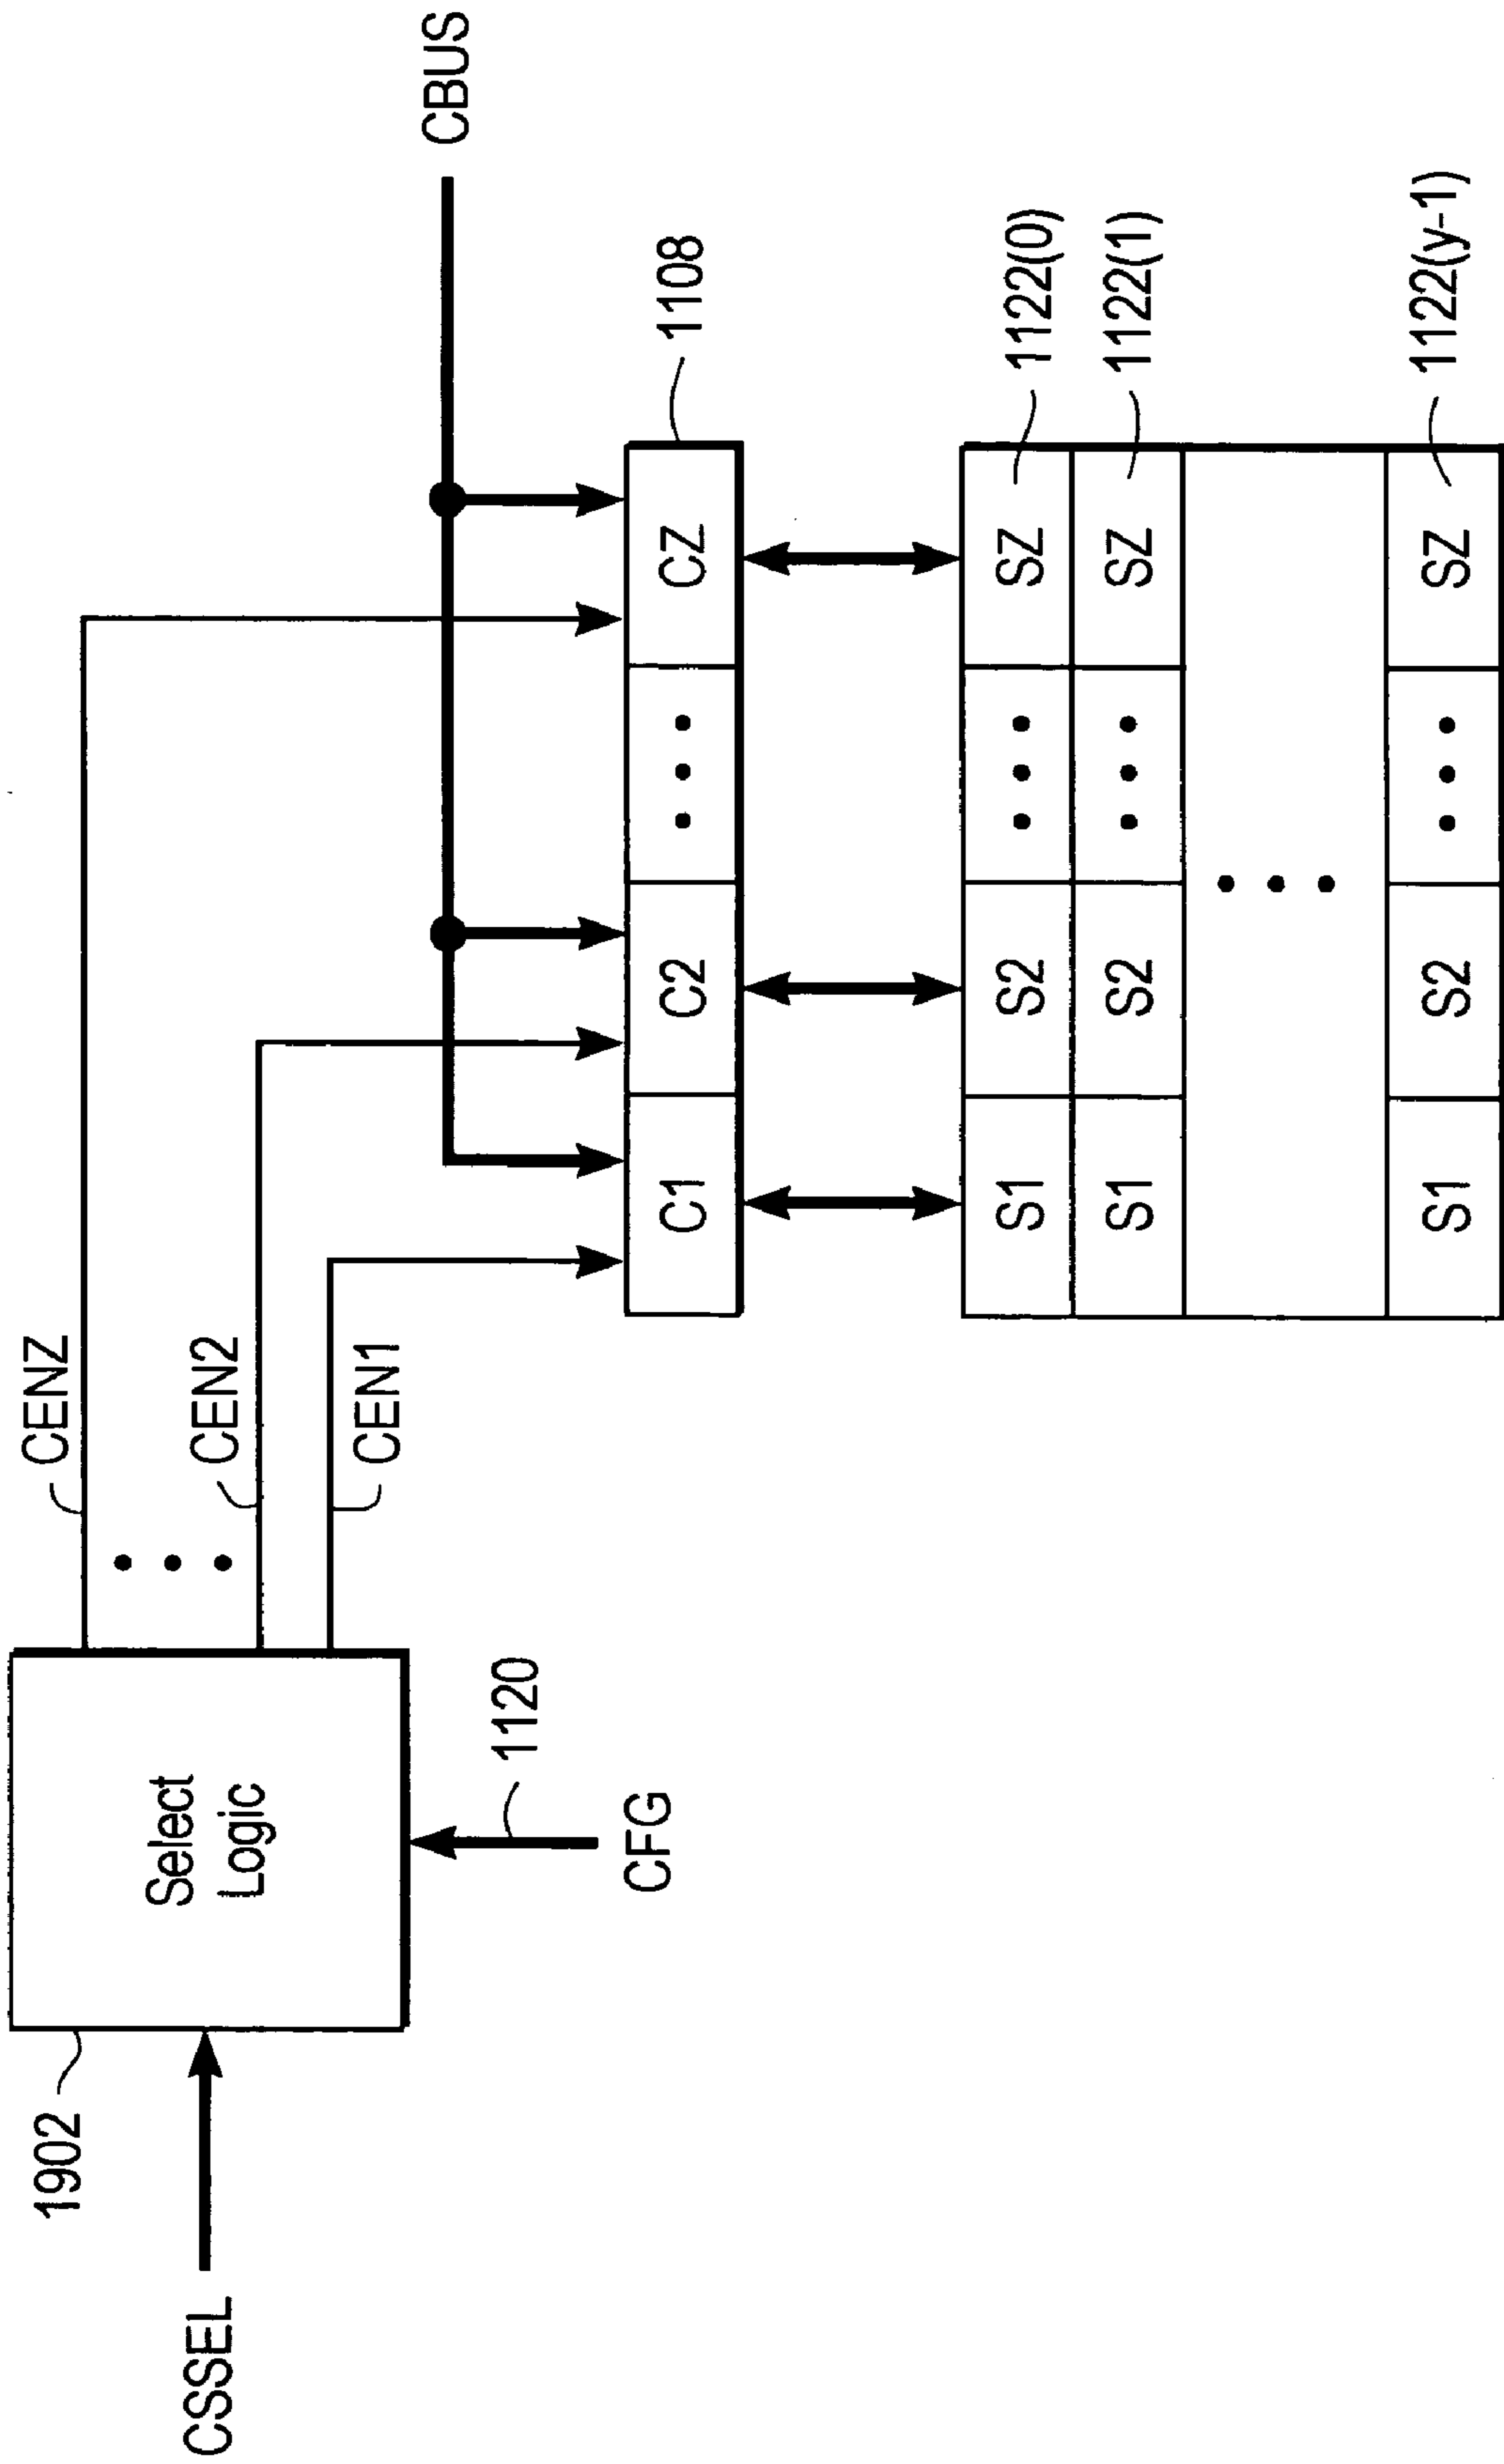 CBUS
CENZ
CEN2
CEN1
1902
Select
Logic
CSSEL
1120
CFG
1108
C1 C2 CZ
S1 S2 SZ 1122(0)
S1 S2 SZ 1122(1)
S1 S2 SZ 1122(y-1)